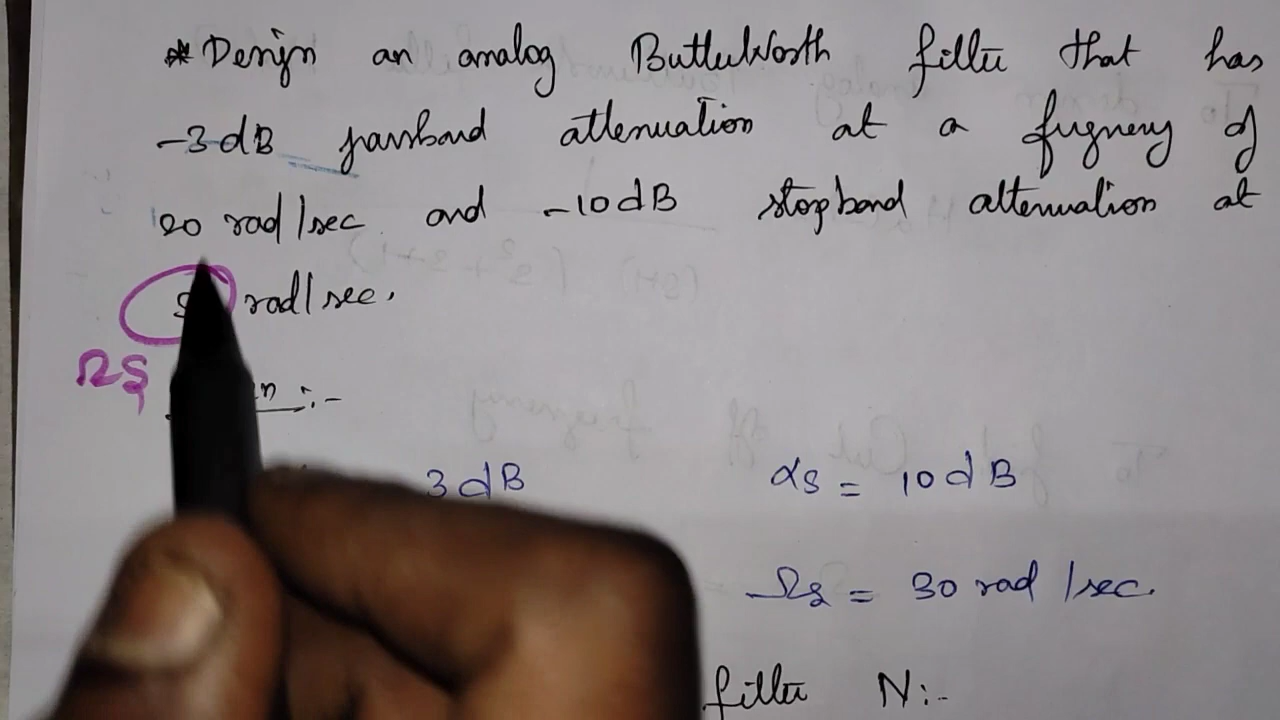 * Design an analog Butterworth filter that has
-3dB passband attenuation at a frequency of
20 rad/sec and -10dB stopband attenuation at
rad/sec.
ΩS
:-
3dB αs = 10dB
Ωs = 30 rad/sec.
filter N:-